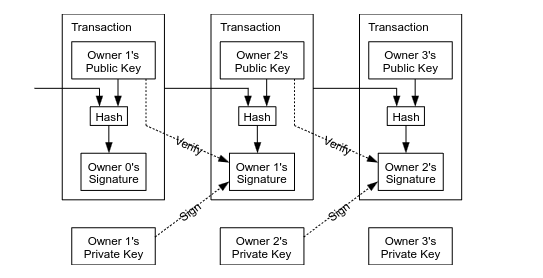 Transaction
Transaction
Transaction
Owner 1's
Public Key
Owner 2's
Public Key
Owner 3's
Public Key
Hash
Hash
Hash
Verify
Verify
Owner 0's
Signature
Owner 1's
Signature
Owner 2's
Signature
Sign
Sign
Owner 1's
Private Key
Owner 2's
Private Key
Owner 3's
Private Key